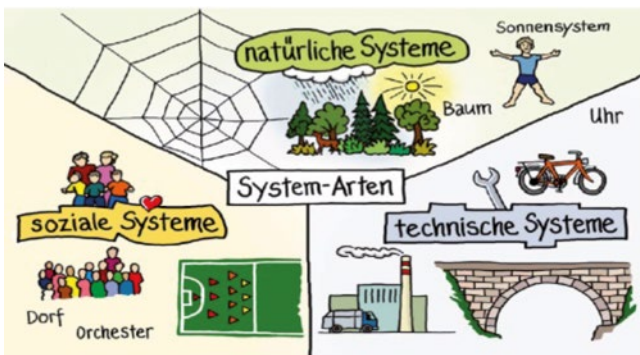 natürliche Systeme
Sonnensystem
Baum
Uhr
System-Arten
soziale Systeme
technische Systeme
Dorf
Orchester